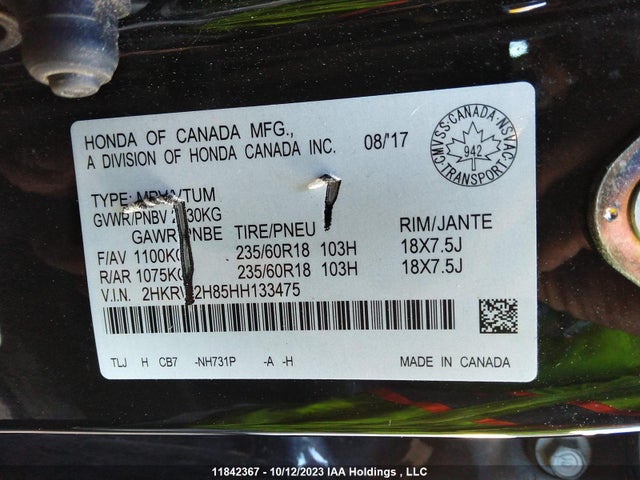 HONDA OF CANADA MFG.,
A DIVISION OF HONDA CANADA INC. 08/'17
CMVSS·CANADA·NSVAC
942
TRANSPORT
TYPE:
GVWR/PNBV
GAWR/PNBE TIRE/PNEU RIM/JANTE
F/AV 1100KG 235/60R18 103H 18X7.5J
R/AR 1075KG 235/60R18 103H 18X7.5J
V.I.N.
TLJ H CB7 -NH731P -A -H MADE IN CANADA
11842367 - 10/12/2023 IAA Holdings , LLC